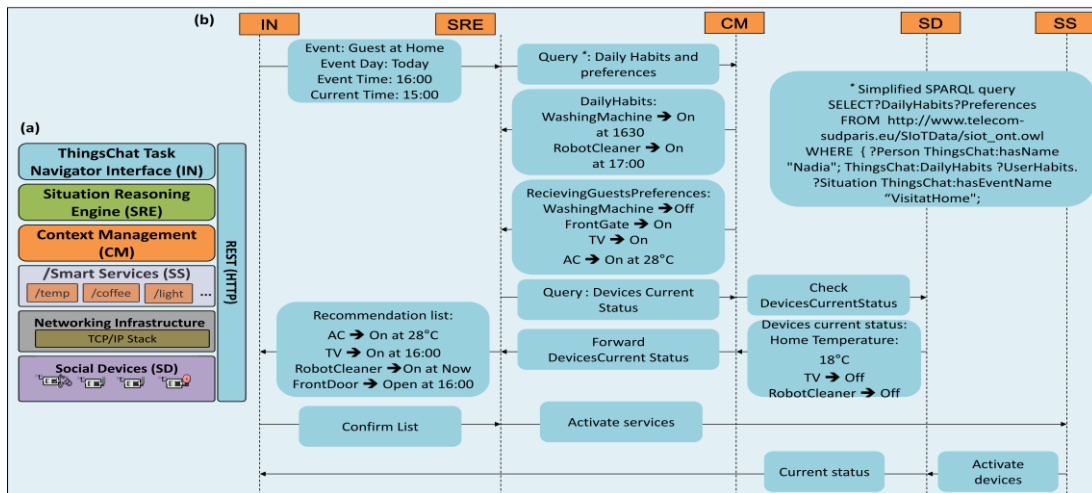 (b)
IN
SRE
CM
SD
SS
Event: Guest at Home
Event Day: Today
Event Time: 16:00
Current Time: 15:00
Query *: Daily Habits and
preferences
DailyHabits:
WashingMachine ➔ On
at 1630
RobotCleaner ➔ On
at 17:00
* Simplified SPARQL query
SELECT?DailyHabits?Preferences
FROM http://www.telecom-
sudparis.eu/SIoTData/siot_ont.owl
WHERE { ?Person ThingsChat:hasName
"Nadia"; ThingsChat:DailyHabits ?UserHabits.
?Situation ThingsChat:hasEventName
“VisitatHome";
RecievingGuestsPreferences:
WashingMachine ➔Off
FrontGate ➔ On
TV ➔ On
AC ➔ On at 28°C
Query : Devices Current
Status
Check
DevicesCurrentStatus
Recommendation list:
AC ➔ On at 28°C
TV ➔ On at 16:00
RobotCleaner ➔On at Now
FrontDoor ➔ Open at 16:00
Forward
DevicesCurrent Status
Devices current status:
Home Temperature:
18°C
TV ➔ Off
RobotCleaner ➔ Off
Confirm List
Activate services
Current status
Activate
devices
(a)
ThingsChat Task
Navigator Interface (IN)
Situation Reasoning
Engine (SRE)
Context Management
(CM)
/Smart Services (SS)
/temp
/coffee
/light
...
Networking Infrastructure
TCP/IP Stack
Social Devices (SD)
REST (HTTP)